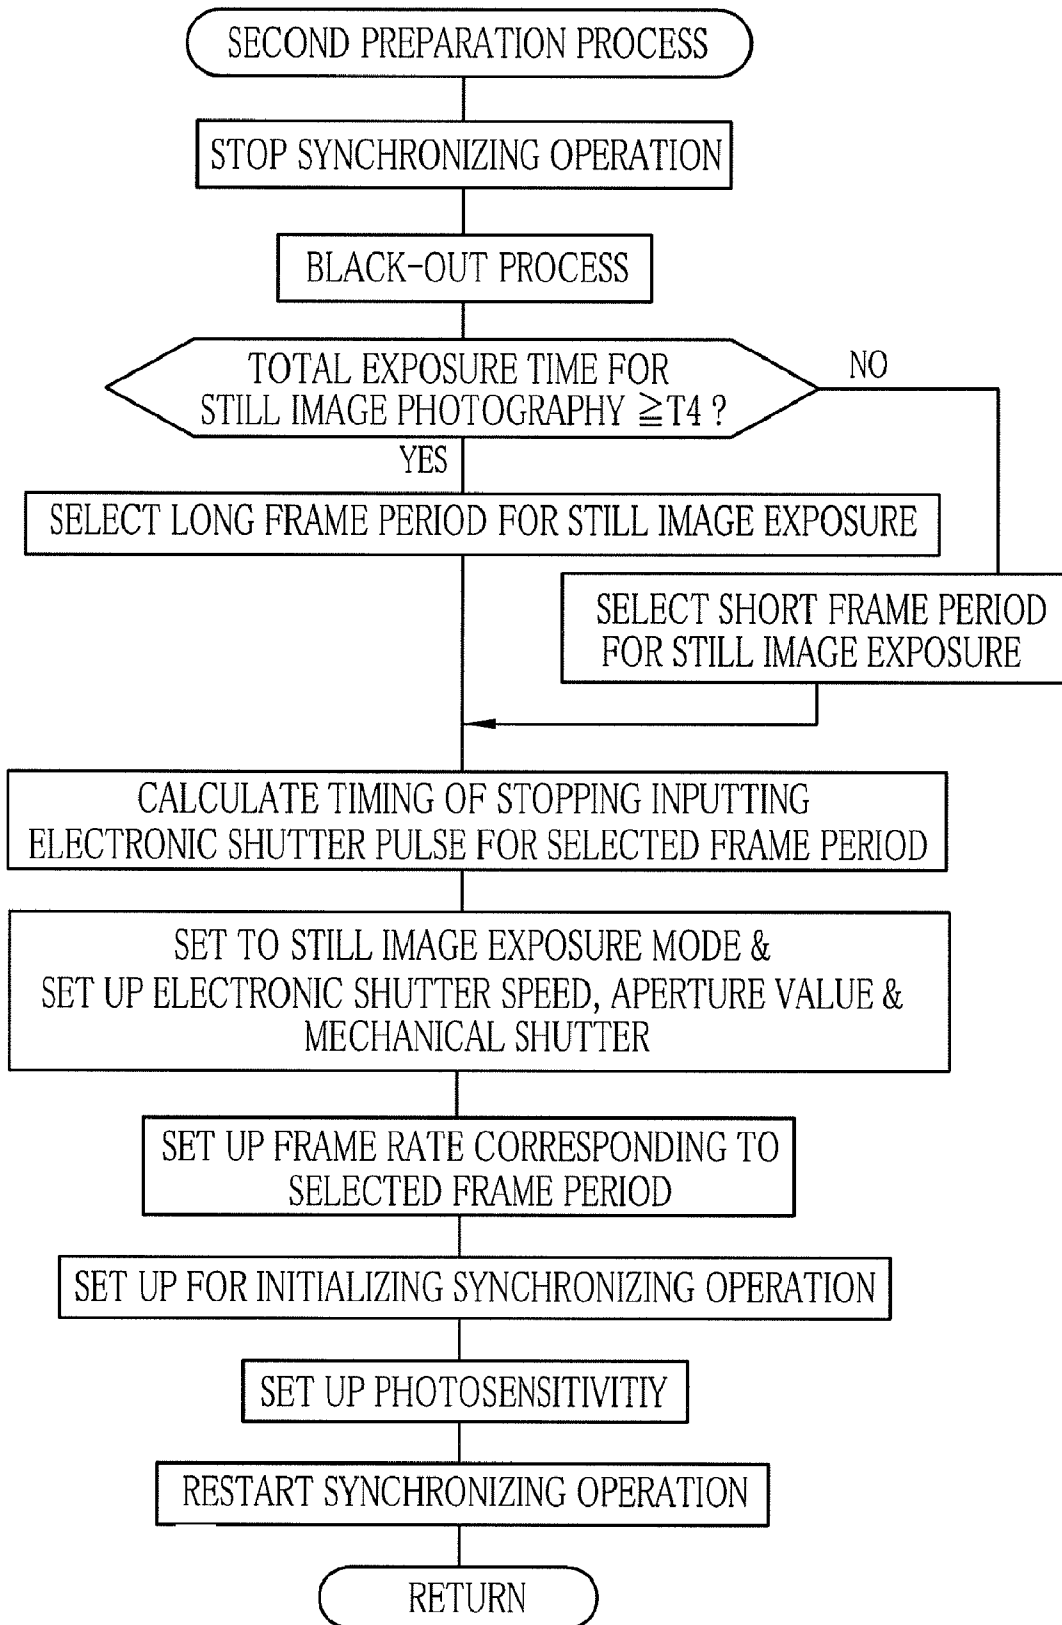 SECOND PREPARATION PROCESS
STOP SYNCHRONIZING OPERATION
BLACK-OUT PROCESS
TOTAL EXPOSURE TIME FOR
STILL IMAGE PHOTOGRAPHY ≧T4 ?
NO
YES
SELECT LONG FRAME PERIOD FOR STILL IMAGE EXPOSURE
SELECT SHORT FRAME PERIOD
FOR STILL IMAGE EXPOSURE
CALCULATE TIMING OF STOPPING INPUTTING
ELECTRONIC SHUTTER PULSE FOR SELECTED FRAME PERIOD
SET TO STILL IMAGE EXPOSURE MODE &
SET UP ELECTRONIC SHUTTER SPEED, APERTURE VALUE &
MECHANICAL SHUTTER
SET UP FRAME RATE CORRESPONDING TO
SELECTED FRAME PERIOD
SET UP FOR INITIALIZING SYNCHRONIZING OPERATION
SET UP PHOTOSENSITIVITIY
RESTART SYNCHRONIZING OPERATION
RETURN